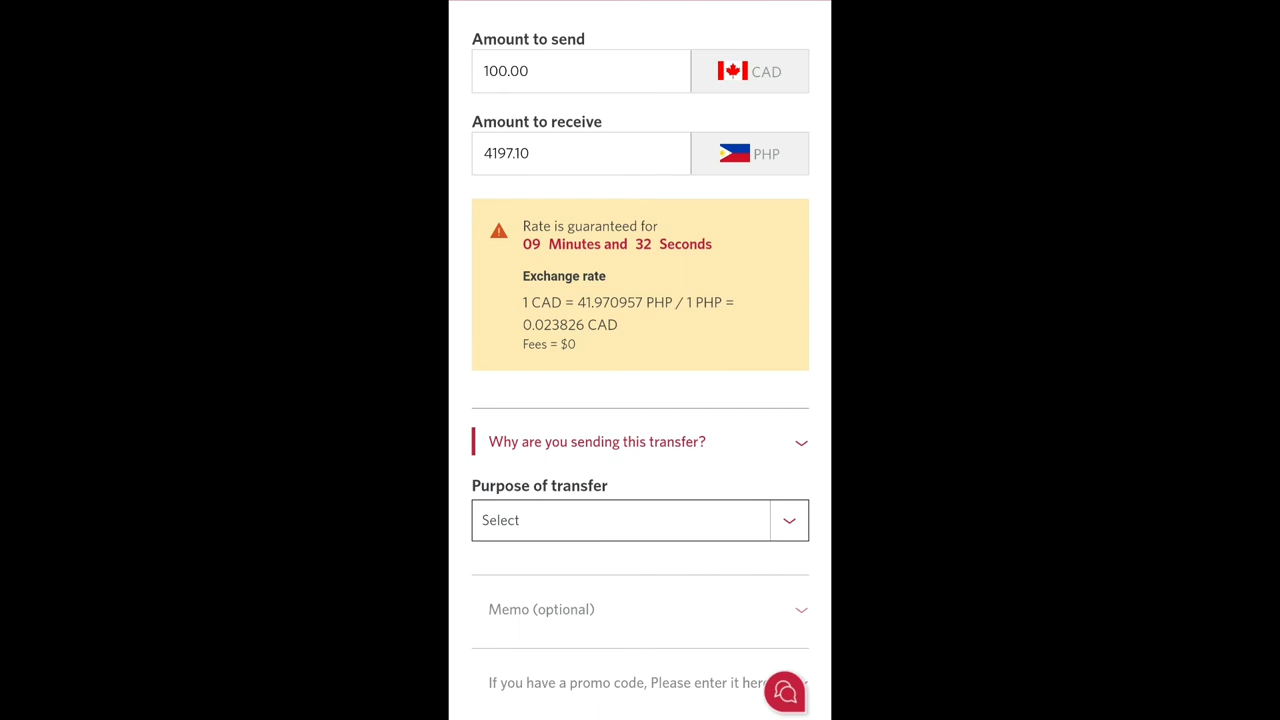 Amount to send
100.00
CAD
Amount to receive
4197.10
PHP
Rate is guaranteed for
09 Minutes and 32 Seconds
Exchange rate
1 CAD = 41.970957 PHP / 1 PHP =
0.023826 CAD
Fees = $0
Why are you sending this transfer?
Purpose of transfer
Select
Memo (optional)
If you have a promo code, Please enter it here